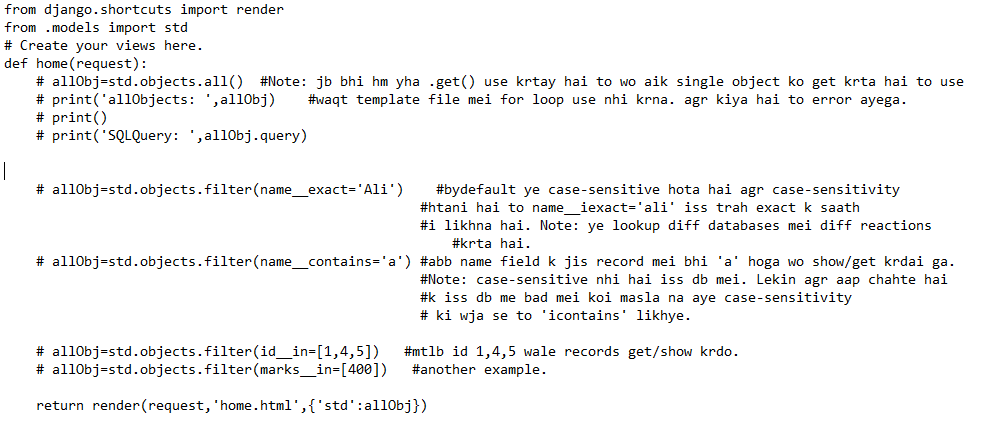 from django.shortcuts import render
from .models import std
# Create your views here.
def home(request):
    # allObj=std.objects.all()  #Note: jb bhi hm yha .get() use krtay hai to wo aik single object ko get krta hai to use
    # print('allObjects: ',allObj)    #waqt template file mei for loop use nhi krna. agr kiya hai to error ayega.
    # print()
    # print('SQLQuery: ',allObj.query)
    # allObj=std.objects.filter(name__exact='Ali')    #bydefault ye case-sensitive hota hai agr case-sensitivity
                                                  #htani hai to name__iexact='ali' iss trah exact k saath
                                                  #i likhna hai. Note: ye lookup diff databases mei diff reactions
                                                      #krta hai.
    # allObj=std.objects.filter(name__contains='a') #abb name field k jis record mei bhi 'a' hoga wo show/get krdai ga.
                                                  #Note: case-sensitive nhi hai iss db mei. Lekin agr aap chahte hai
                                                  #k iss db me bad mei koi masla na aye case-sensitivity
                                                  # ki wja se to 'icontains' likhye.
    # allObj=std.objects.filter(id__in=[1,4,5])   #mtlb id 1,4,5 wale records get/show krdo.
    # allObj=std.objects.filter(marks__in=[400])   #another example.
    return render(request,'home.html',{'std':allObj})